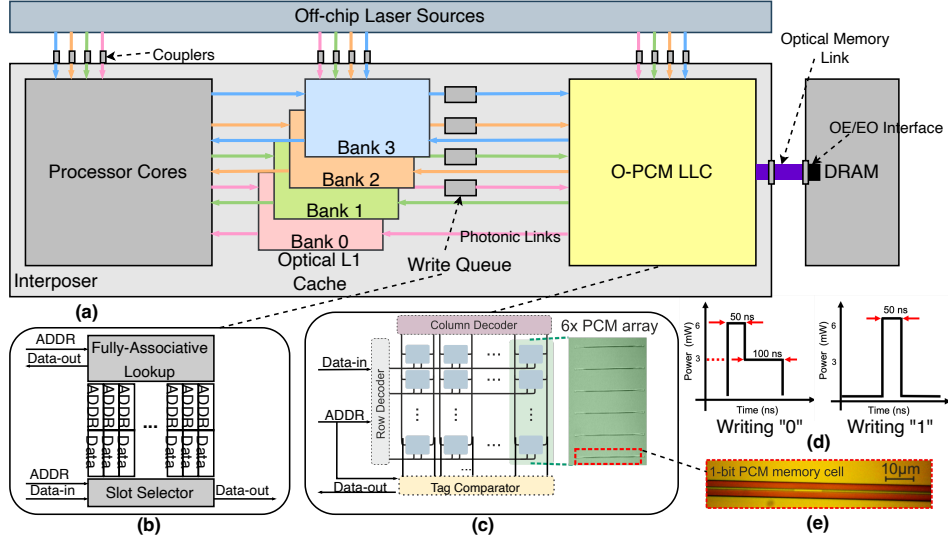 Off-chip Laser Sources
Couplers
Optical Memory
Link
Processor Cores
Bank 3
Bank 2
Bank 1
Bank 0
Optical L1
Cache
Photonic Links
Write Queue
O-PCM LLC
OE/EO Interface
DRAM
Interposer
(a)
ADDR
Data-out
Fully-Associative
Lookup
ADDR ADDR ADDR ... ADDR ADDR ADDR
Data Data Data Data Data Data
ADDR
Data-in
Slot Selector
Data-out
(b)
Column Decoder
6x PCM array
Data-in
Row Decoder
ADDR
Data-out
Tag Comparator
(c)
Power (mW)
6
3
50 ns
100 ns
Time (ns)
Writing "0"
Power (mW)
6
3
50 ns
Time (ns)
Writing "1"
(d)
1-bit PCM memory cell
10μm
(e)